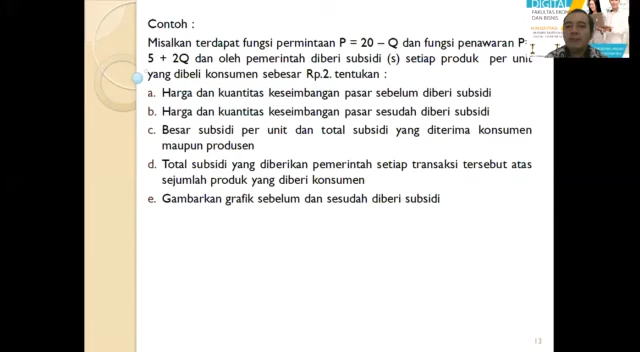 Contoh :
Misalkan terdapat fungsi permintaan P = 20 – Q dan fungsi penawaran P=
5 + 2Q dan oleh pemerintah diberi subsidi (s) setiap produk per unit
yang dibeli konsumen sebesar Rp.2. tentukan :
a. Harga dan kuantitas keseimbangan pasar sebelum diberi subsidi
b. Harga dan kuantitas keseimbangan pasar sesudah diberi subsidi
c. Besar subsidi per unit dan total subsidi yang diterima konsumen
maupun produsen
d. Total subsidi yang diberikan pemerintah setiap transaksi tersebut atas
sejumlah produk yang diberi konsumen
e. Gambarkan grafik sebelum dan sesudah diberi subsidi
13
DIGITAL
FAKULTAS EKONO
DAN BISNIS